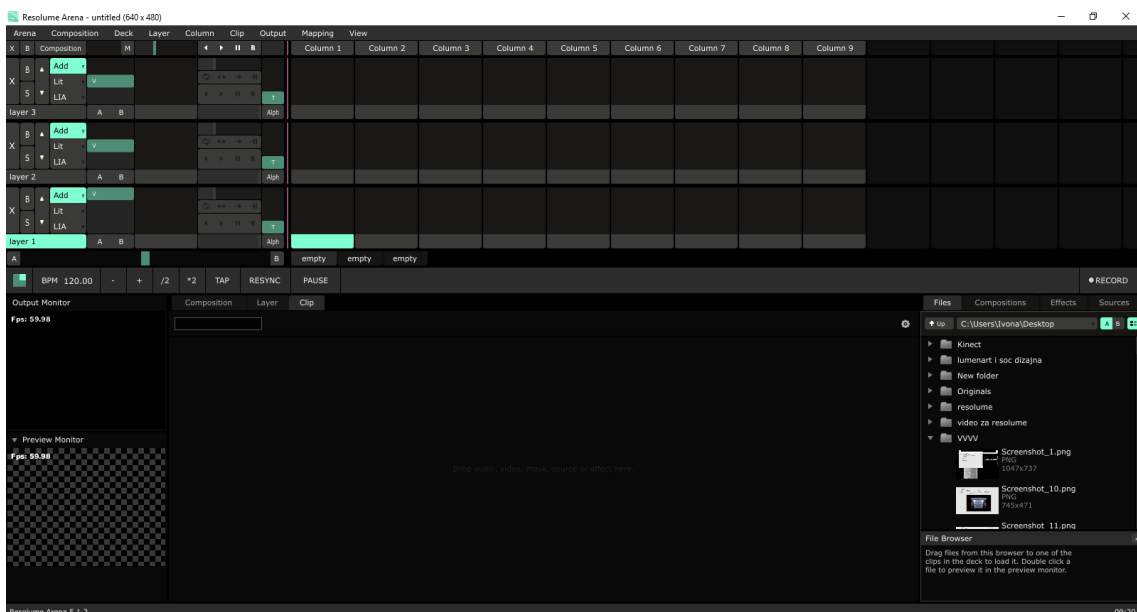 Resolume Arena - untitled (640 x 480)
Arena Composition Deck Layer Column Clip Output Mapping View
X B Composition M B Column 1 Column 2 Column 3 Column 4 Column 5 Column 6 Column 7 Column 8 Column 9
B Add
X Lit V
S LIA T
layer 3 A B Alph
B Add
X Lit V
S LIA T
layer 2 A B Alph
B Add V
X Lit
S LIA T
layer 1 A B Alph
A B empty empty empty
BPM 120.00 - + /2 *2 TAP RESYNC PAUSE RECORD
Output Monitor Composition Layer Clip Files Compositions Effects Sources
Fps: 59.98 Up C:\Users\Ivona\Desktop A B
Kinect
lumenart i soc dizajna
New folder
Originals
resolume
video za resolume
Preview Monitor VVVV
Fps: 59.98 Screenshot_1.png
PNG
1047x737
Drop audio, video, mask, source or effect here.
Screenshot_10.png
PNG
745x471
Screenshot_11.png
File Browser
Drag files from this browser to one of the
clips in the deck to load it. Double click a
file to preview it in the preview monitor.